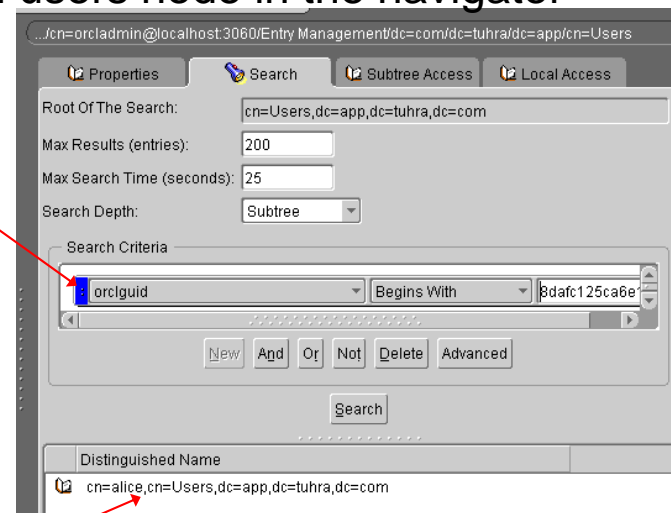 users node in the navigator
.../cn=orcladmin@localhost:3060/Entry Management/dc=com/dc=tuhra/dc=app/cn=Users
Properties Search Subtree Access Local Access
Root Of The Search: cn=Users,dc=app,dc=tuhra,dc=com
Max Results (entries): 200
Max Search Time (seconds): 25
Search Depth: Subtree
Search Criteria
orclguid Begins With 8dafc125ca6e1
New And Or Not Delete Advanced
Search
Distinguished Name
cn=alice,cn=Users,dc=app,dc=tuhra,dc=com